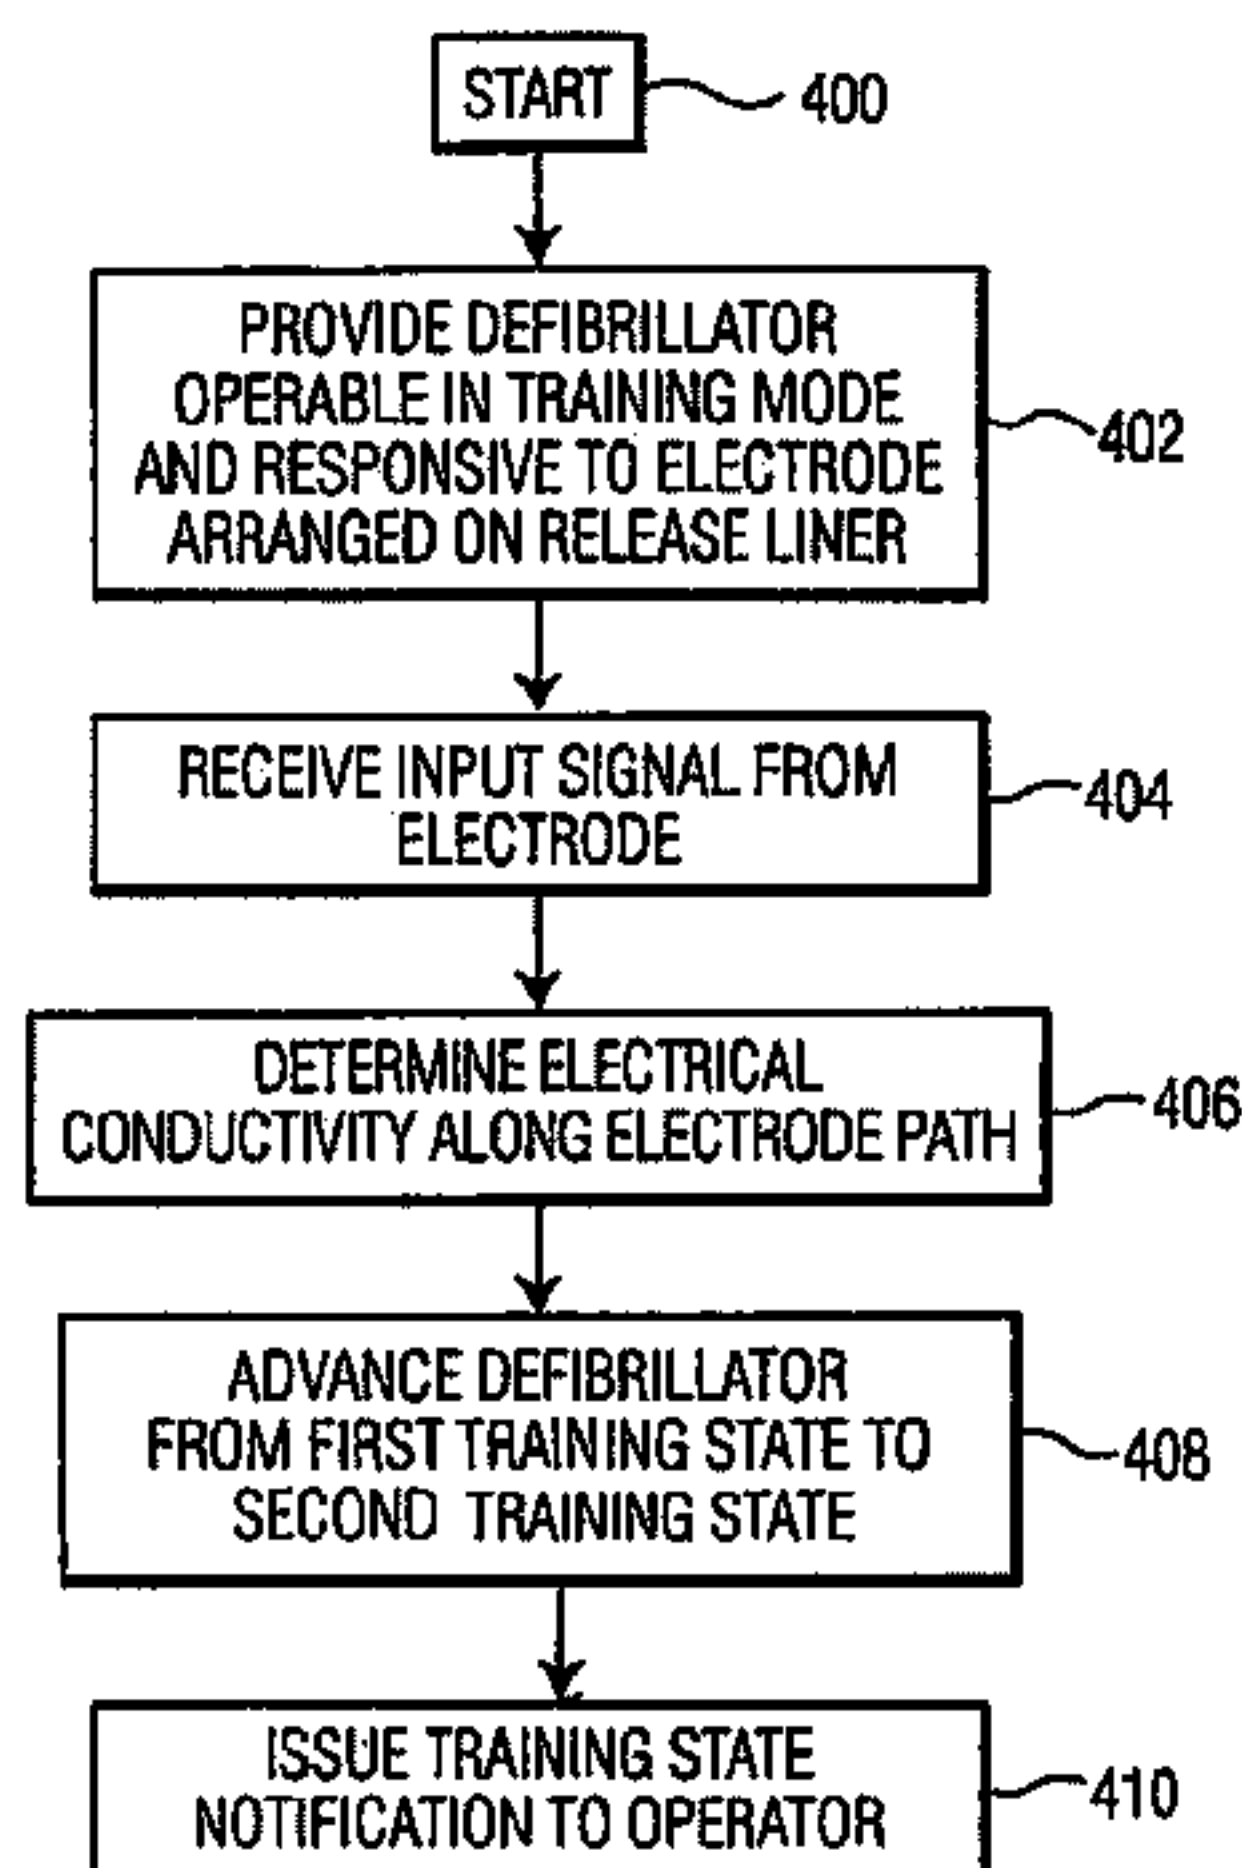 START
400
PROVIDE DEFIBRILLATOR
OPERABLE IN TRAINING MODE
AND RESPONSIVE TO ELECTRODE
ARRANGED ON RELEASE LINER
402
RECEIVE INPUT SIGNAL FROM
ELECTRODE
404
DETERMINE ELECTRICAL
CONDUCTIVITY ALONG ELECTRODE PATH
406
ADVANCE DEFIBRILLATOR
FROM FIRST TRAINING STATE TO
SECOND TRAINING STATE
408
ISSUE TRAINING STATE
NOTIFICATION TO OPERATOR
410